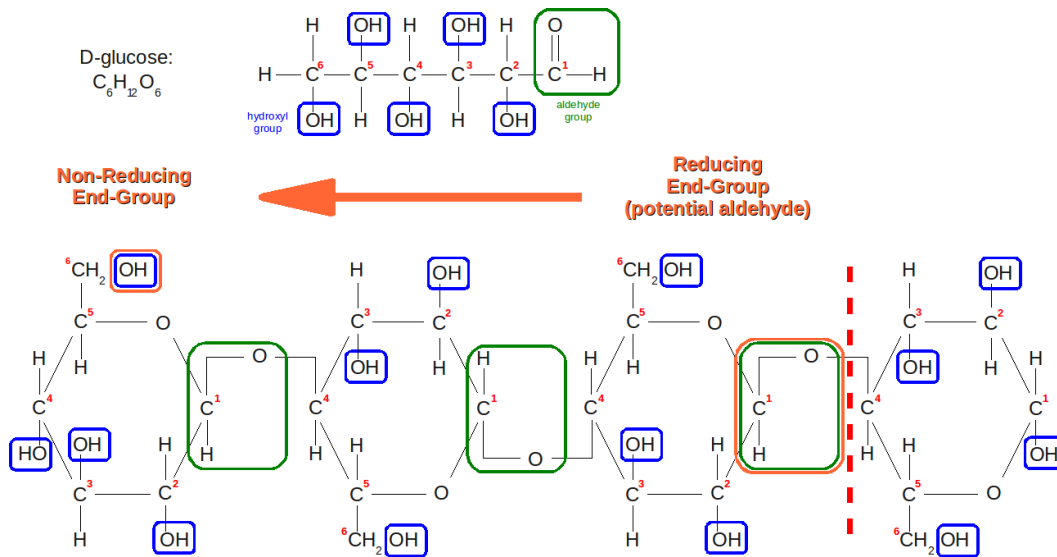 H OH H OH H O
D-glucose:
C₆H₁₂O₆
H C⁶ C⁵ C⁴ C³ C² C¹ H
OH H OH H OH
hydroxyl
group
aldehyde
group
Non-Reducing
End-Group
Reducing
End-Group
(potential aldehyde)
⁶CH₂ OH H OH ⁶CH₂ OH H OH
C⁵ O C³ C² C⁵ O C³ C²
H H O OH H H H H O OH H H
C⁴ C¹ C⁴ C¹ C⁴ C¹ C⁴ C¹
HO OH H H H H O OH H H H H OH
C³ C² C⁵ O C³ C² C⁵ O
H OH ⁶CH₂ OH H OH ⁶CH₂ OH